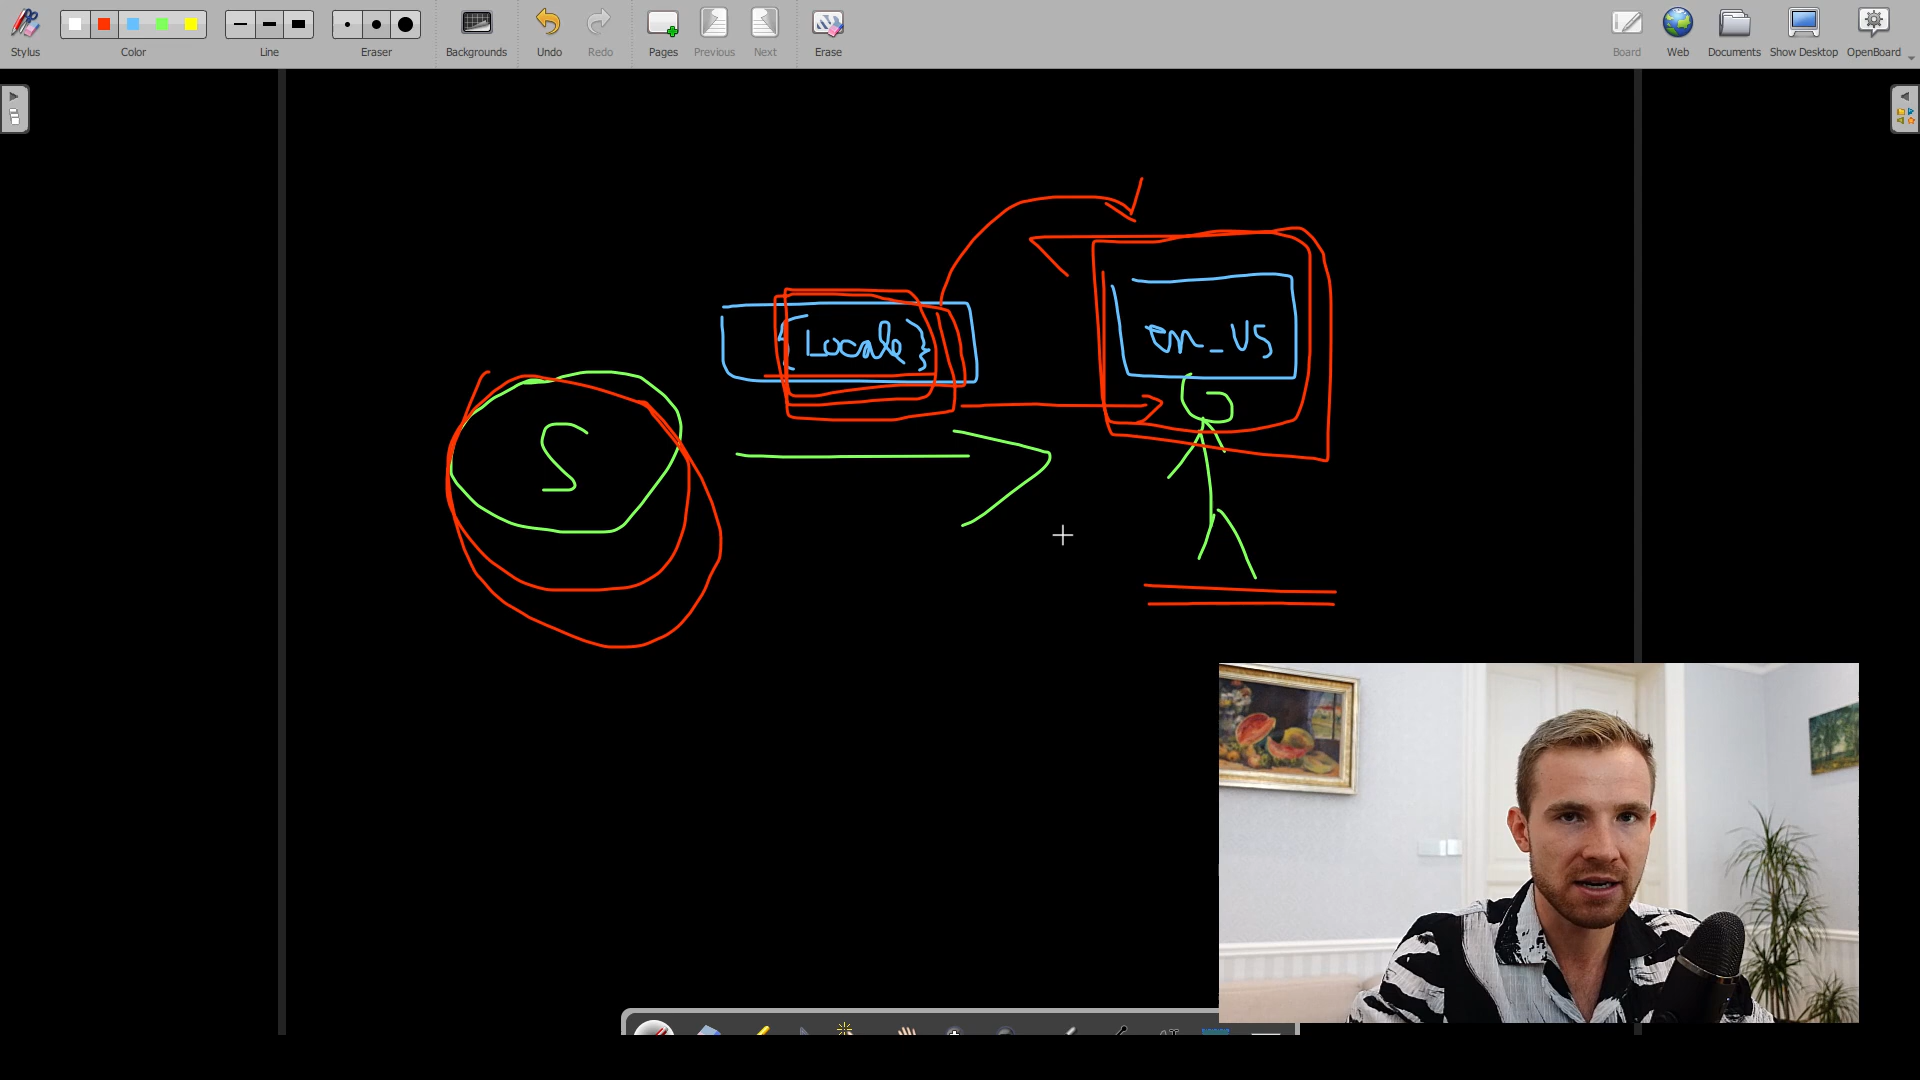 Stylus
Color
Line
Eraser
Backgrounds
Undo
Redo
Pages
Previous
Next
Erase
Board
Web
Documents
Show Desktop
OpenBoard
{Locale}
en_US
S